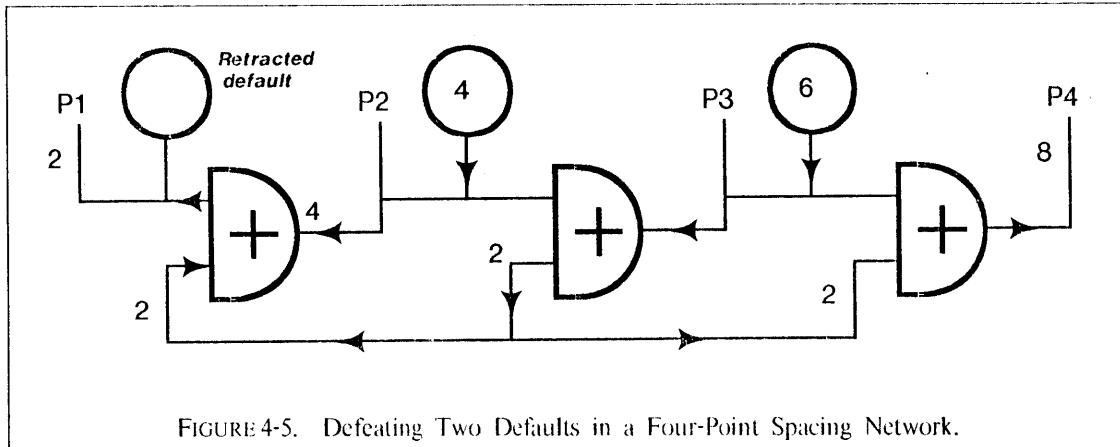 Retracted
default
4
6
P1
P2
P3
P4
2
8
+
4
+
+
2
2
2
FIGURE 4-5. Defeating Two Defaults in a Four-Point Spacing Network.